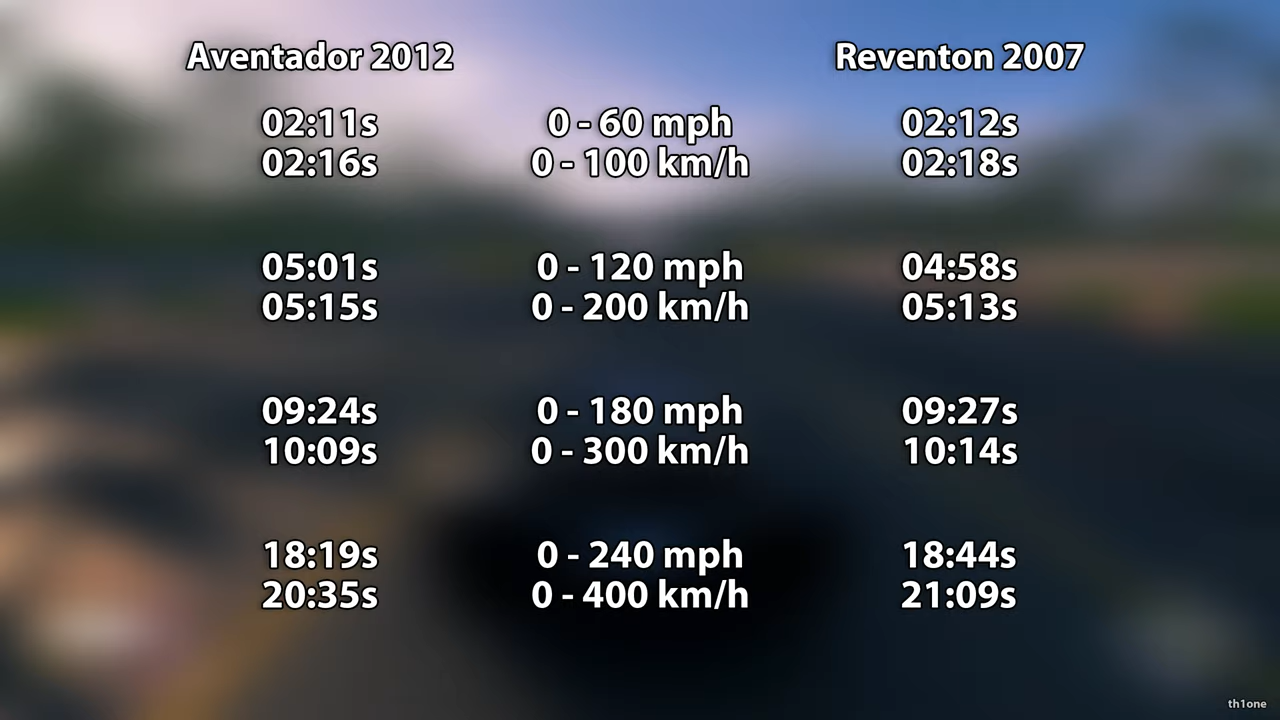 Aventador 2012 Reventon 2007
02:11s 0 - 60 mph 02:12s
02:16s 0 - 100 km/h 02:18s
05:01s 0 - 120 mph 04:58s
05:15s 0 - 200 km/h 05:13s
09:24s 0 - 180 mph 09:27s
10:09s 0 - 300 km/h 10:14s
18:19s 0 - 240 mph 18:44s
20:35s 0 - 400 km/h 21:09s
th1one